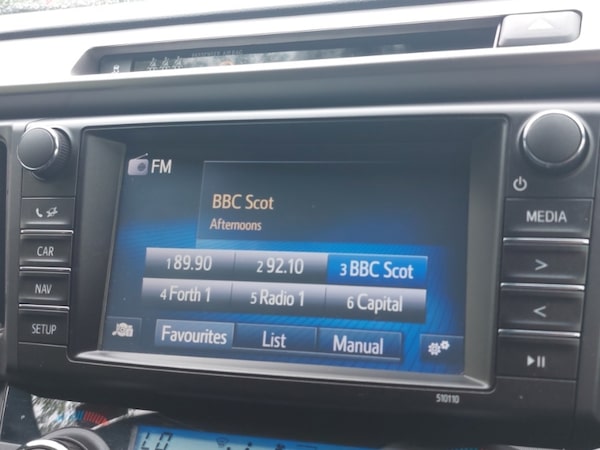 FM
BBC Scot
Afternoons
1 89.90 2 92.10 3 BBC Scot
4 Forth 1 5 Radio 1 6 Capital
Favourites List Manual
CAR
NAV
SETUP
MEDIA
>
<
510110
LO